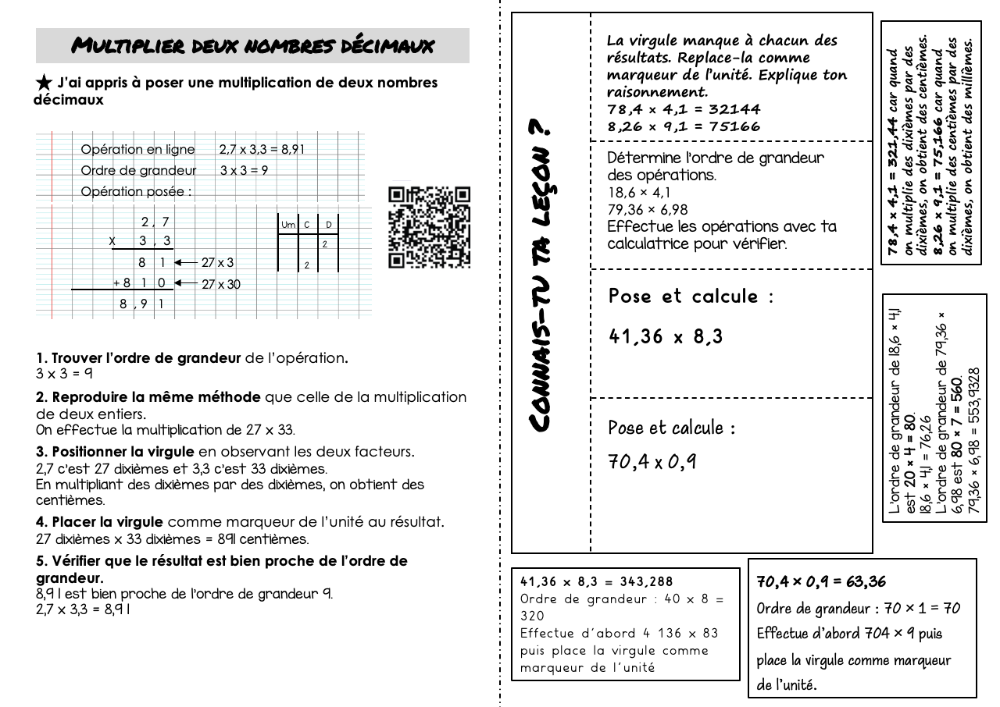 MULTIPLIER DEUX NOMBRES DÉCIMAUX
★ J'ai appris à poser une multiplication de deux nombres
décimaux
Opération en ligne 2,7 x 3,3 = 8,91
Ordre de grandeur 3 x 3 = 9
Opération posée :
2 , 7
x 3 , 3
8 1 ← 27 x 3
+ 8 1 0 ← 27 x 30
8 , 9 1
Um C D
2
2
1. Trouver l'ordre de grandeur de l'opération.
3 x 3 = 9
2. Reproduire la même méthode que celle de la multiplication
de deux entiers.
On effectue la multiplication de 27 x 33.
3. Positionner la virgule en observant les deux facteurs.
2,7 c'est 27 dixièmes et 3,3 c'est 33 dixièmes.
En multipliant des dixièmes par des dixièmes, on obtient des
centièmes.
4. Placer la virgule comme marqueur de l'unité au résultat.
27 dixièmes x 33 dixièmes = 891 centièmes.
5. Vérifier que le résultat est bien proche de l'ordre de
grandeur.
8,91 est bien proche de l'ordre de grandeur 9.
2,7 x 3,3 = 8,91
CONNAIS-TU TA LEÇON ?
La virgule manque à chacun des
résultats. Replace-la comme
marqueur de l'unité. Explique ton
raisonnement.
78,4 × 4,1 = 32144
8,26 × 9,1 = 75166
Détermine l'ordre de grandeur
des opérations.
18,6 × 4,1
79,36 × 6,98
Effectue les opérations avec ta
calculatrice pour vérifier.
Pose et calcule :
41,36 x 8,3
Pose et calcule :
70,4 x 0,9
78,4 × 4,1 = 321,44 car quand
on multiplie des dixièmes par des
dixièmes, on obtient des centièmes.
8,26 × 9,1 = 75,166 car quand
on multiplie des centièmes par des
dixièmes, on obtient des millièmes.
L'ordre de grandeur de 18,6 × 4,1
est 20 × 4 = 80.
18,6 × 4,1 = 76,26
L'ordre de grandeur de 79,36 ×
6,98 est 80 × 7 = 560.
79,36 × 6,98 = 553,9328
41,36 x 8,3 = 343,288
Ordre de grandeur : 40 x 8 =
320
Effectue d'abord 4 136 x 83
puis place la virgule comme
marqueur de l'unité
70,4 × 0,9 = 63,36
Ordre de grandeur : 70 × 1 = 70
Effectue d'abord 704 × 9 puis
place la virgule comme marqueur
de l'unité.